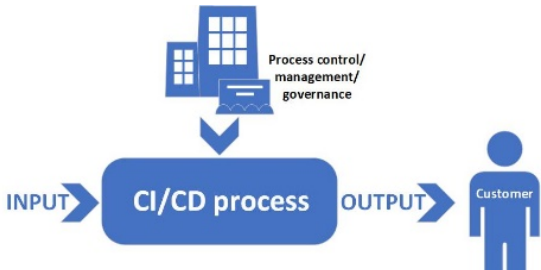 Process control/
management/
governance
INPUT
CI/CD process
OUTPUT
Customer